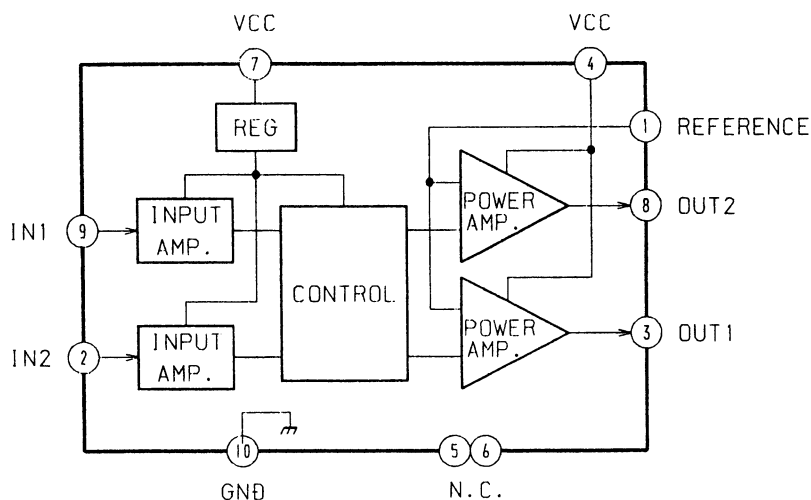 VCC
VCC
7
4
REG
1
REFERENCE
IN1
9
INPUT
AMP.
POWER
AMP.
8
OUT2
CONTROL
IN2
2
INPUT
AMP.
POWER
AMP.
3
OUT1
10
5
6
GND
N.C.